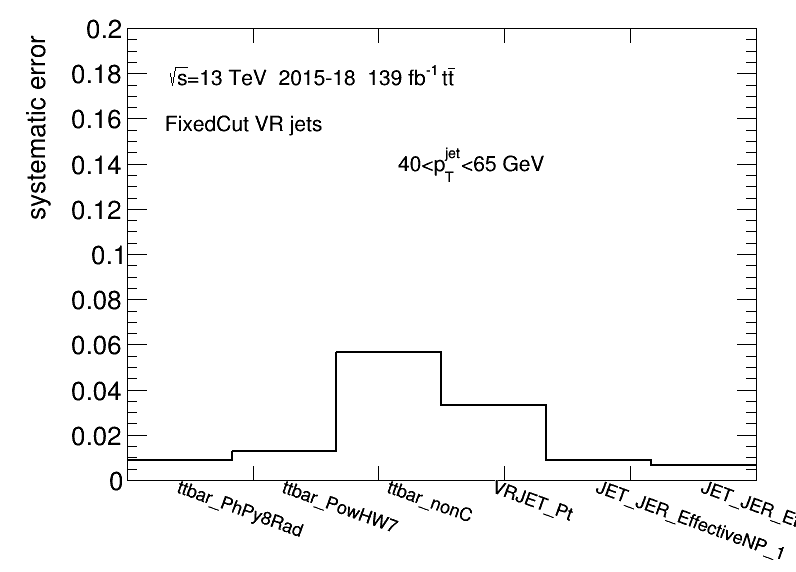 0.2
0.18
0.16
0.14
0.12
0.1
0.08
0.06
0.04
0.02
0
systematic error
√s=13 TeV 2015-18 139 fb⁻¹ tt̄
FixedCut VR jets
40<p_T^jet<65 GeV
ttbar_PhPy8Rad
ttbar_PowHW7
ttbar_nonC
VRJET_Pt
JET_JER_EffectiveNP_1